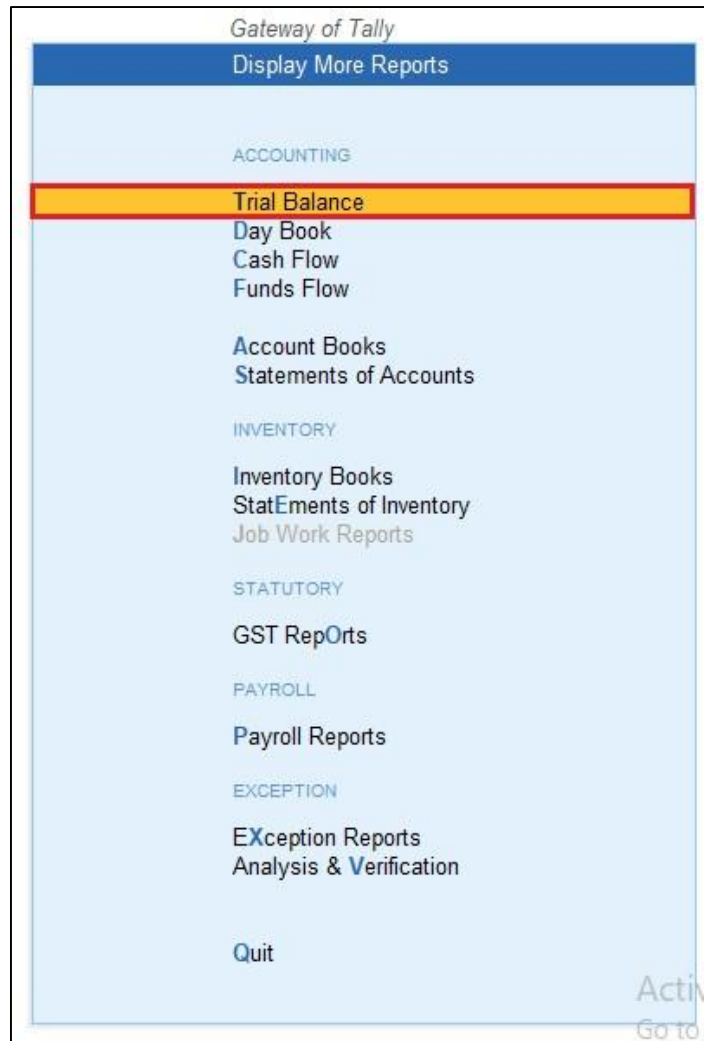 Gateway of Tally
Display More Reports
ACCOUNTING
Trial Balance
Day Book
Cash Flow
Funds Flow
Account Books
Statements of Accounts
INVENTORY
Inventory Books
StatEments of Inventory
Job Work Reports
STATUTORY
GST RepOrts
PAYROLL
Payroll Reports
EXCEPTION
EXception Reports
Analysis & Verification
Quit
Go to